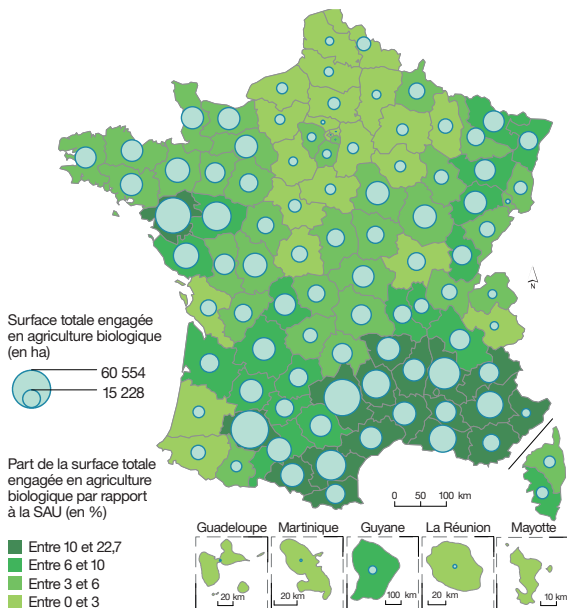 N
Surface totale engagée
en agriculture biologique
(en ha)
60 554
15 228
Part de la surface totale
engagée en agriculture
biologique par rapport
à la SAU (en %)
Entre 10 et 22,7
Entre 6 et 10
Entre 3 et 6
Entre 0 et 3
0 50 100 km
Guadeloupe
20 km
Martinique
20 km
Guyane
100 km
La Réunion
20 km
Mayotte
10 km